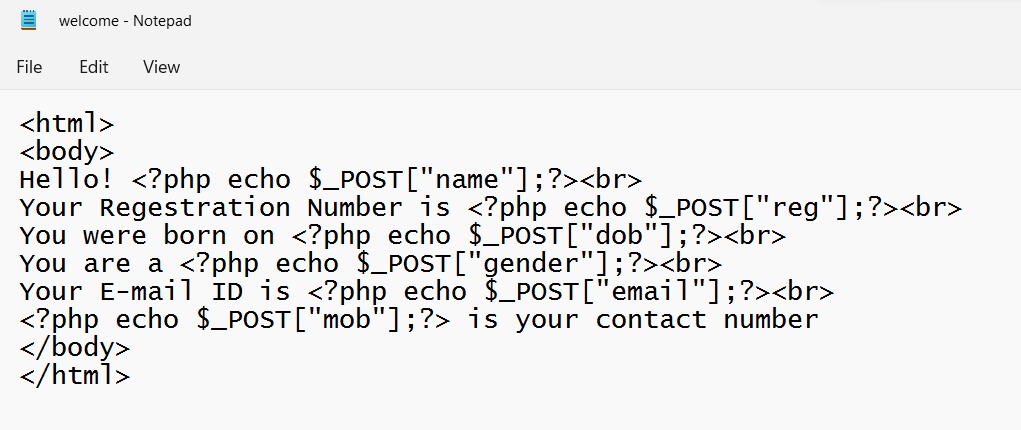 welcome - Notepad
File Edit View
<html>
<body>
Hello! <?php echo $_POST["name"];?><br>
Your Regestration Number is <?php echo $_POST["reg"];?><br>
You were born on <?php echo $_POST["dob"];?><br>
You are a <?php echo $_POST["gender"];?><br>
Your E-mail ID is <?php echo $_POST["email"];?><br>
<?php echo $_POST["mob"];?> is your contact number
</body>
</html>